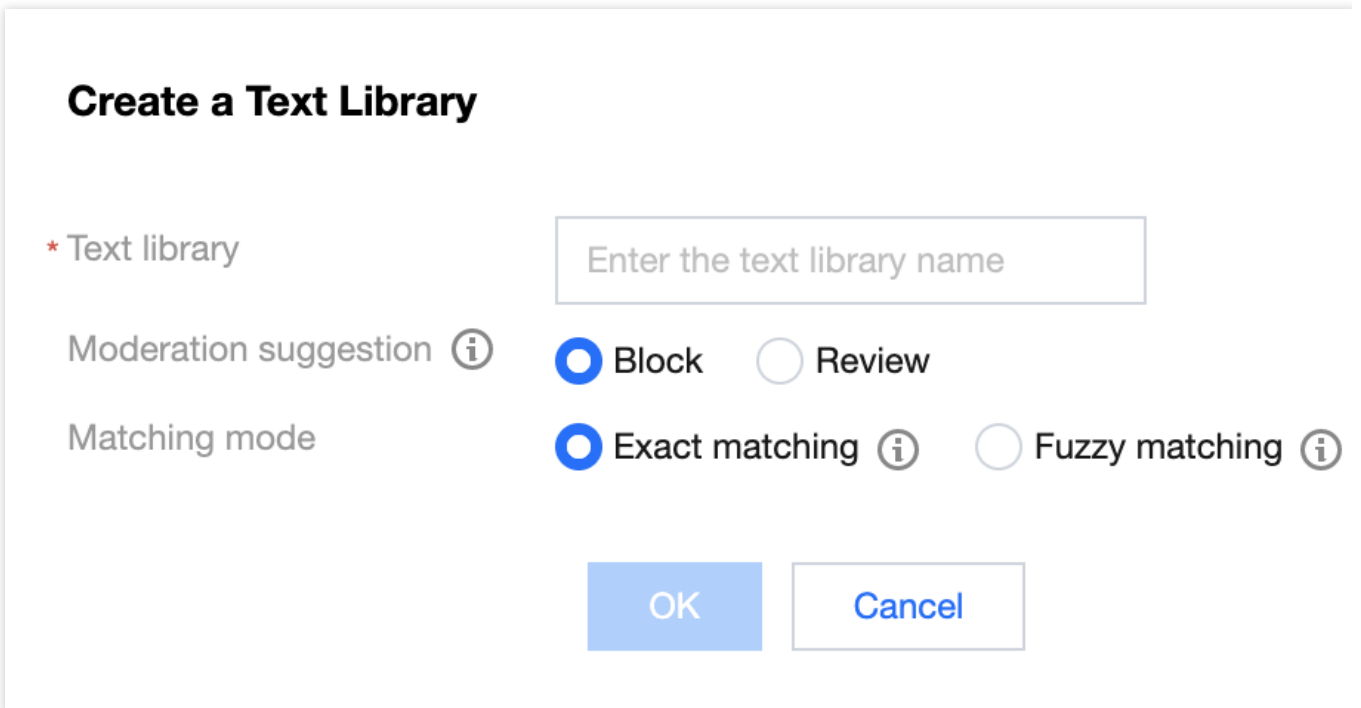 Create a Text Library
* Text library
Enter the text library name
Moderation suggestion
Block Review
Matching mode
Exact matching Fuzzy matching
OK Cancel